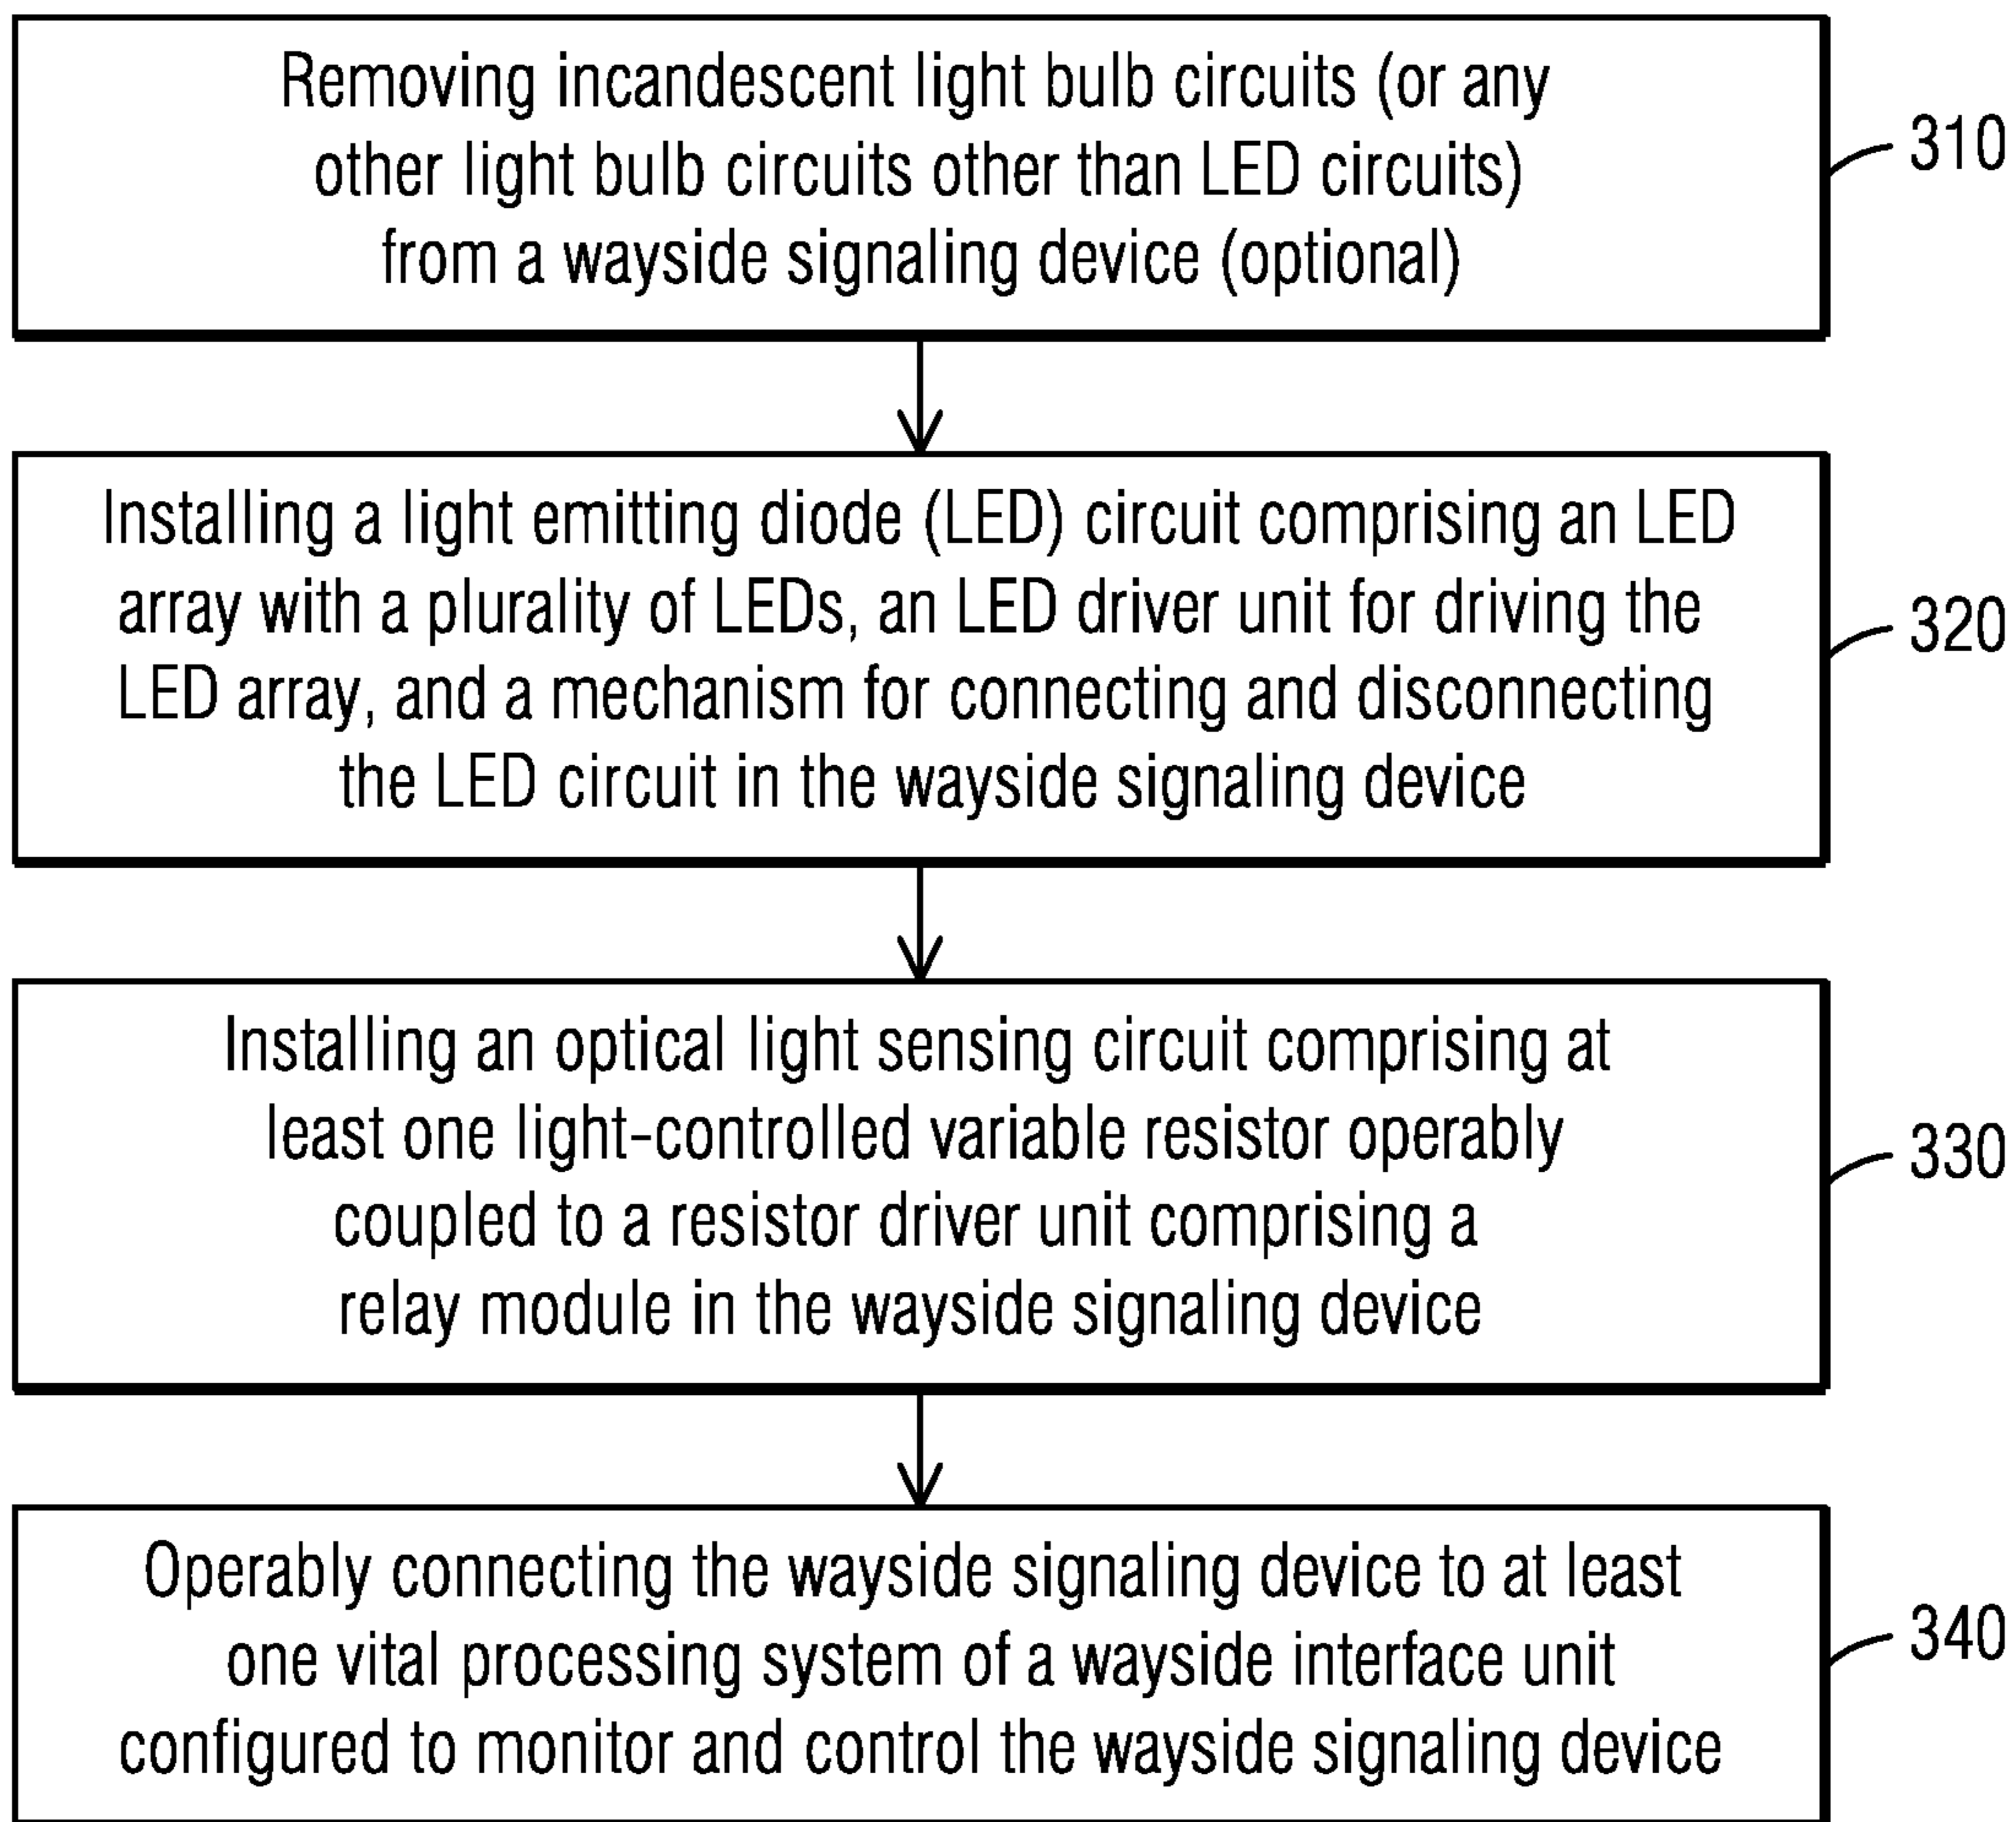 Removing incandescent light bulb circuits (or any
other light bulb circuits other than LED circuits)
from a wayside signaling device (optional)
310
Installing a light emitting diode (LED) circuit comprising an LED
array with a plurality of LEDs, an LED driver unit for driving the
LED array, and a mechanism for connecting and disconnecting
the LED circuit in the wayside signaling device
320
Installing an optical light sensing circuit comprising at
least one light-controlled variable resistor operably
coupled to a resistor driver unit comprising a
relay module in the wayside signaling device
330
Operably connecting the wayside signaling device to at least
one vital processing system of a wayside interface unit
configured to monitor and control the wayside signaling device
340